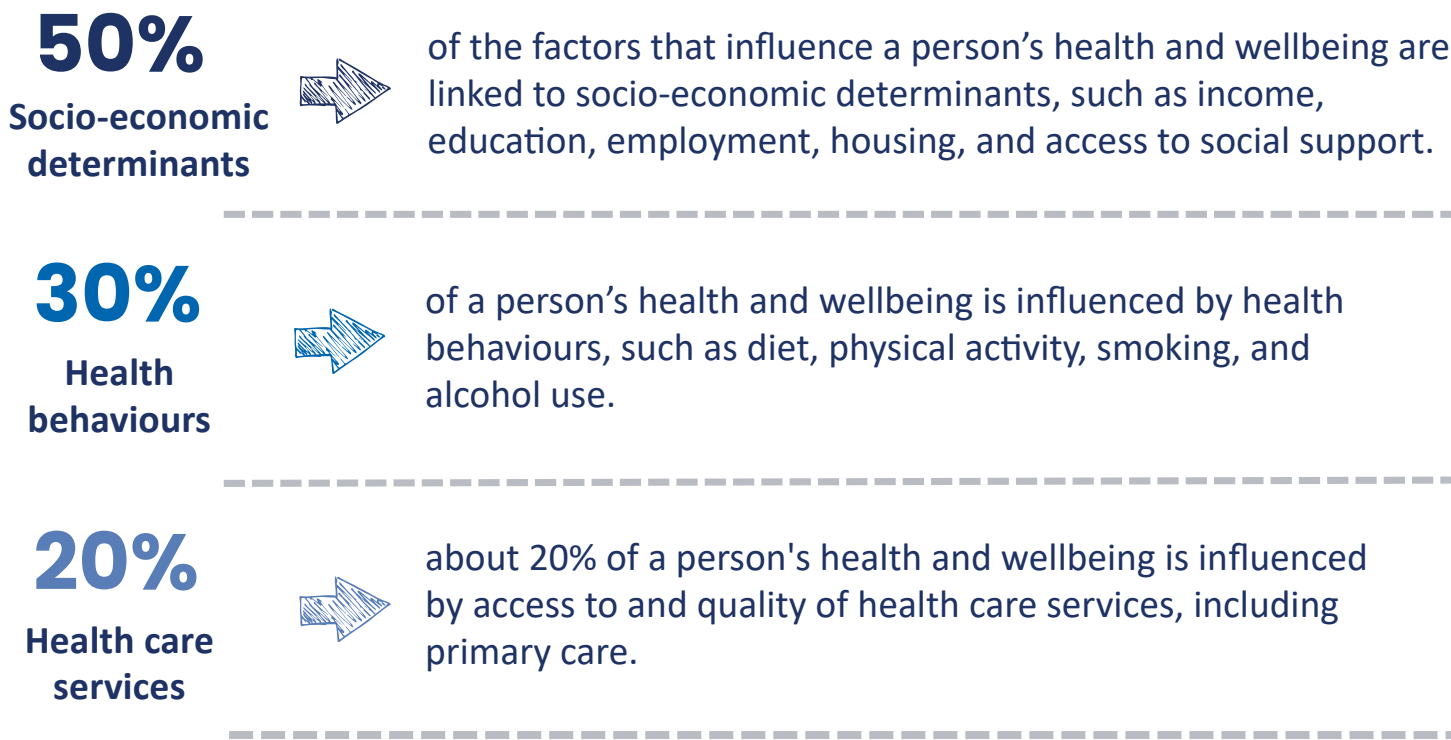 50%
Socio-economic
determinants
of the factors that influence a person’s health and wellbeing are
linked to socio-economic determinants, such as income,
education, employment, housing, and access to social support.
30%
Health
behaviours
of a person’s health and wellbeing is influenced by health
behaviours, such as diet, physical activity, smoking, and
alcohol use.
20%
Health care
services
about 20% of a person's health and wellbeing is influenced
by access to and quality of health care services, including
primary care.